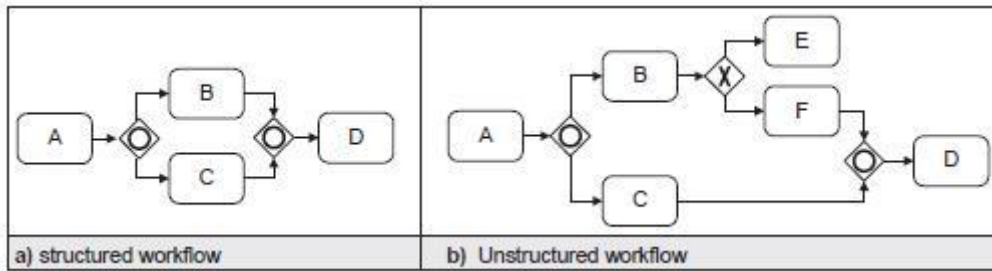 A
B
C
D
a) structured workflow
A
B
X
E
F
C
D
b) Unstructured workflow